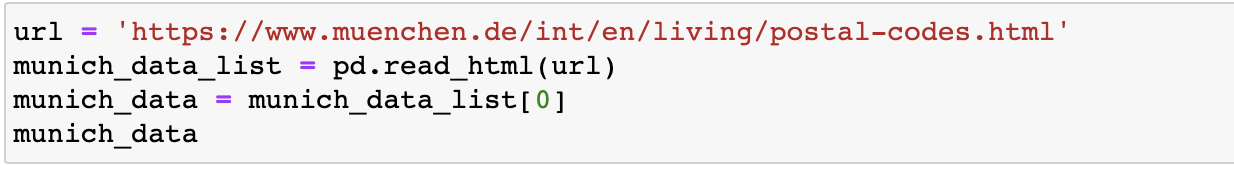 url = 'https://www.muenchen.de/int/en/living/postal-codes.html'
munich_data_list = pd.read_html(url)
munich_data = munich_data_list[0]
munich_data